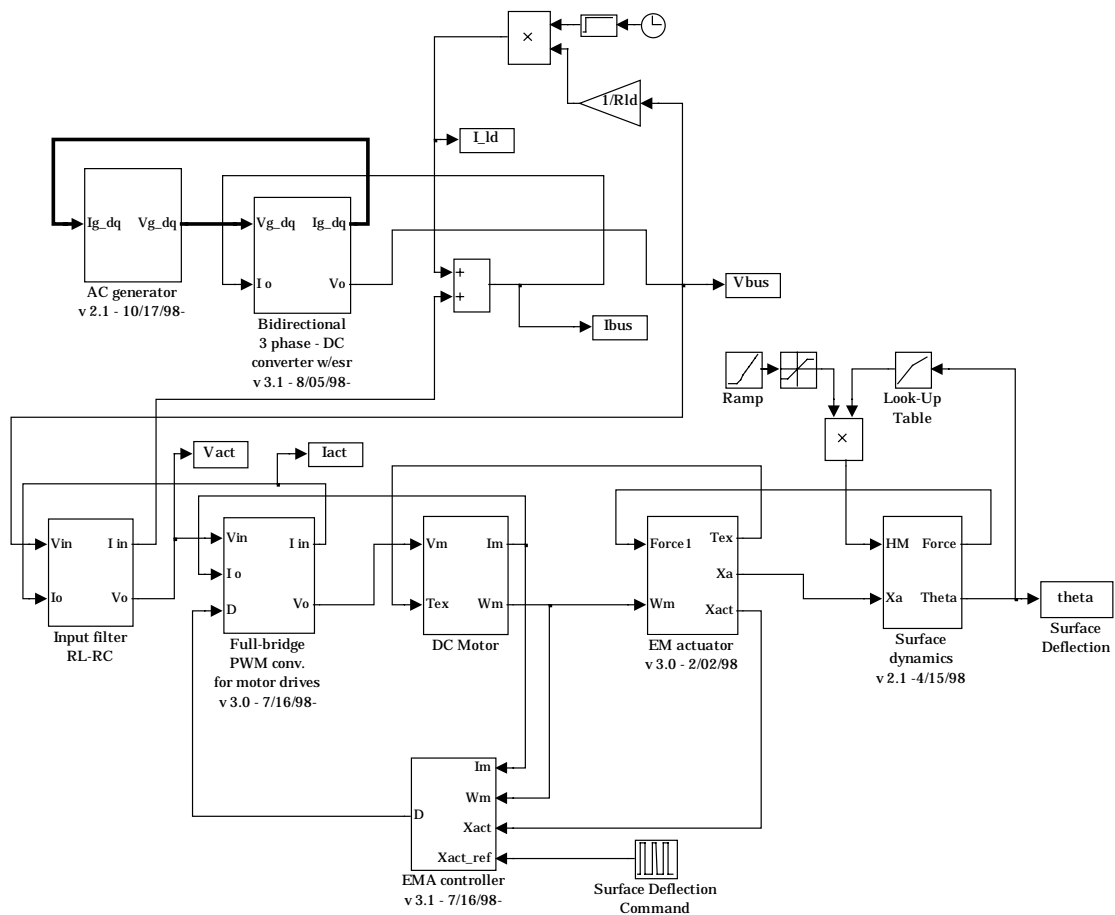 ×
1/Rld
I_ld
Ig_dq Vg_dq
AC generator
v 2.1 - 10/17/98-
Vg_dq Ig_dq
I o Vo
Bidirectional
3 phase - DC
converter w/esr
v 3.1 - 8/05/98-
+
+
Vbus
Ibus
Ramp
Look-Up
Table
×
Vact
Iact
Vin I in
Io Vo
Input filter
RL-RC
Vin I in
I o
D Vo
Full-bridge
PWM conv.
for motor drives
v 3.0 - 7/16/98-
Vm Im
Tex Wm
DC Motor
Force1 Tex
Xa
Wm Xact
EM actuator
v 3.0 - 2/02/98
HM Force
Xa Theta
Surface
dynamics
v 2.1 -4/15/98
theta
Surface
Deflection
Im
Wm
D
Xact
Xact_ref
EMA controller
v 3.1 - 7/16/98-
Surface Deflection
Command